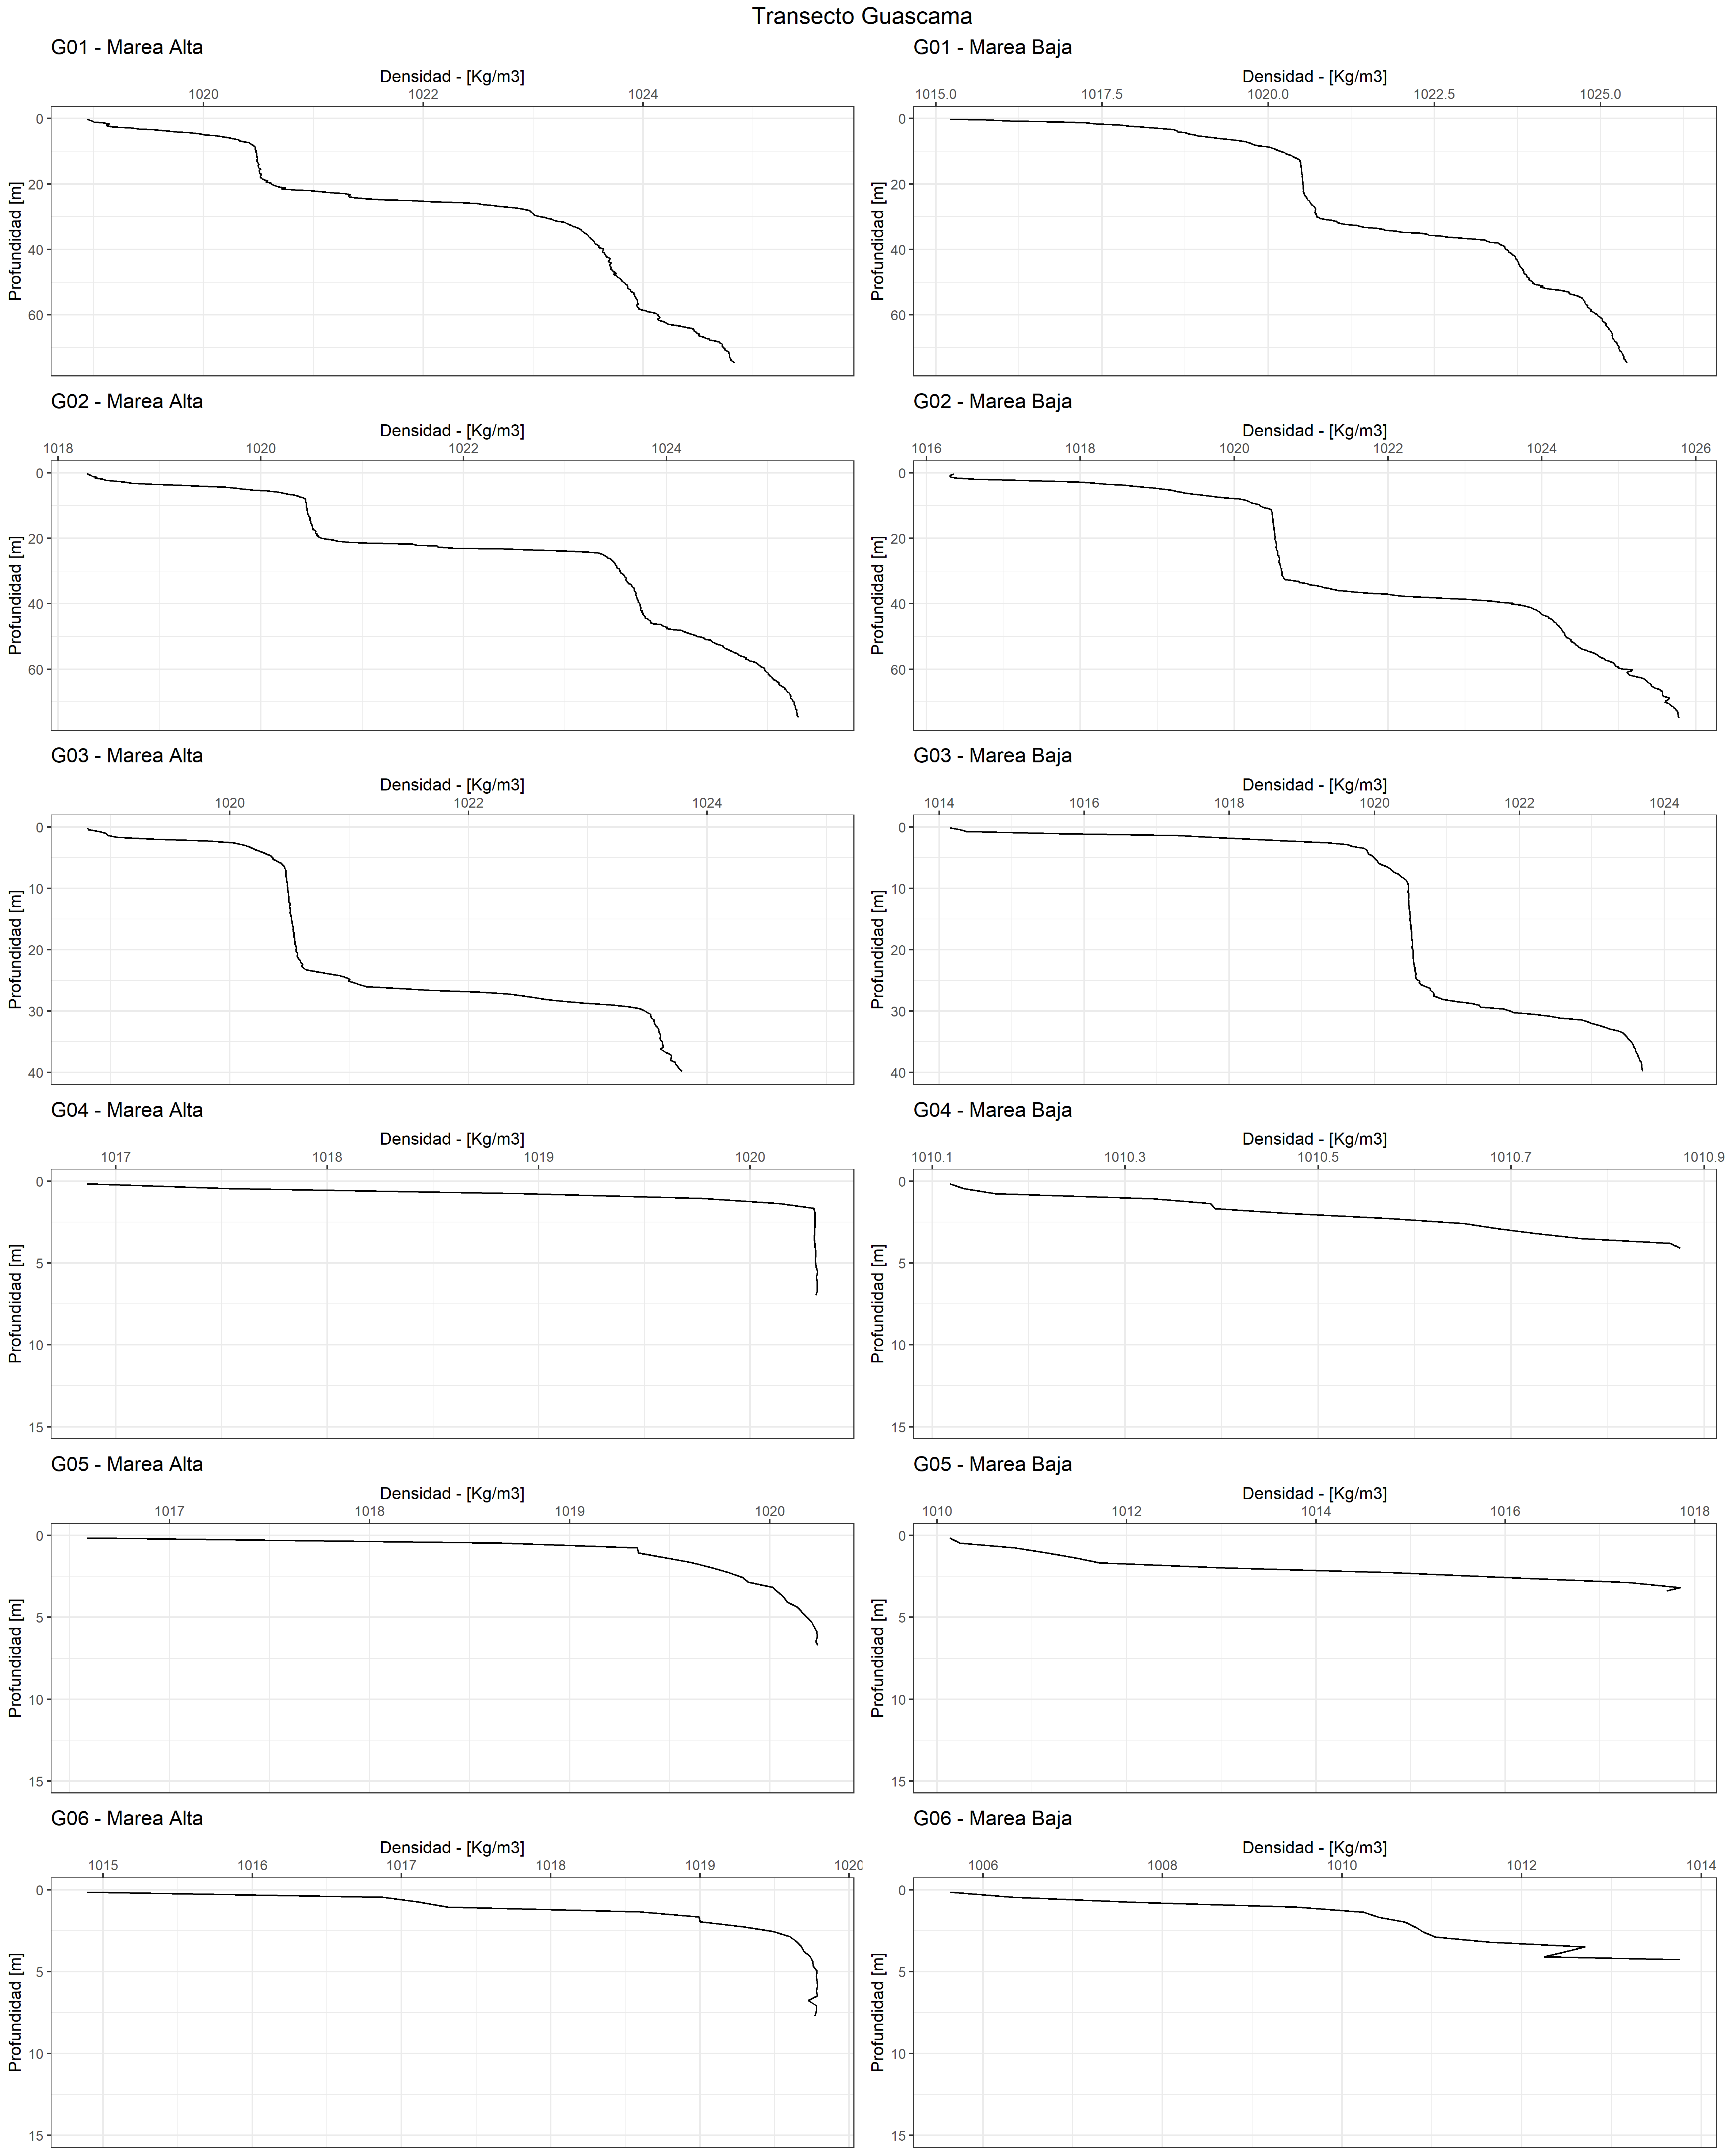 Transecto Guascama
G01 - Marea Alta
Densidad - [Kg/m3]
1020 1022 1024
Profundidad [m]
0
20
40
60
G01 - Marea Baja
Densidad - [Kg/m3]
1015.0 1017.5 1020.0 1022.5 1025.0
Profundidad [m]
0
20
40
60
G02 - Marea Alta
Densidad - [Kg/m3]
1018 1020 1022 1024
Profundidad [m]
0
20
40
60
G02 - Marea Baja
Densidad - [Kg/m3]
1016 1018 1020 1022 1024 1026
Profundidad [m]
0
20
40
60
G03 - Marea Alta
Densidad - [Kg/m3]
1020 1022 1024
Profundidad [m]
0
10
20
30
40
G03 - Marea Baja
Densidad - [Kg/m3]
1014 1016 1018 1020 1022 1024
Profundidad [m]
0
10
20
30
40
G04 - Marea Alta
Densidad - [Kg/m3]
1017 1018 1019 1020
Profundidad [m]
0
5
10
15
G04 - Marea Baja
Densidad - [Kg/m3]
1010.1 1010.3 1010.5 1010.7 1010.9
Profundidad [m]
0
5
10
15
G05 - Marea Alta
Densidad - [Kg/m3]
1017 1018 1019 1020
Profundidad [m]
0
5
10
15
G05 - Marea Baja
Densidad - [Kg/m3]
1010 1012 1014 1016 1018
Profundidad [m]
0
5
10
15
G06 - Marea Alta
Densidad - [Kg/m3]
1015 1016 1017 1018 1019 1020
Profundidad [m]
0
5
10
15
G06 - Marea Baja
Densidad - [Kg/m3]
1006 1008 1010 1012 1014
Profundidad [m]
0
5
10
15